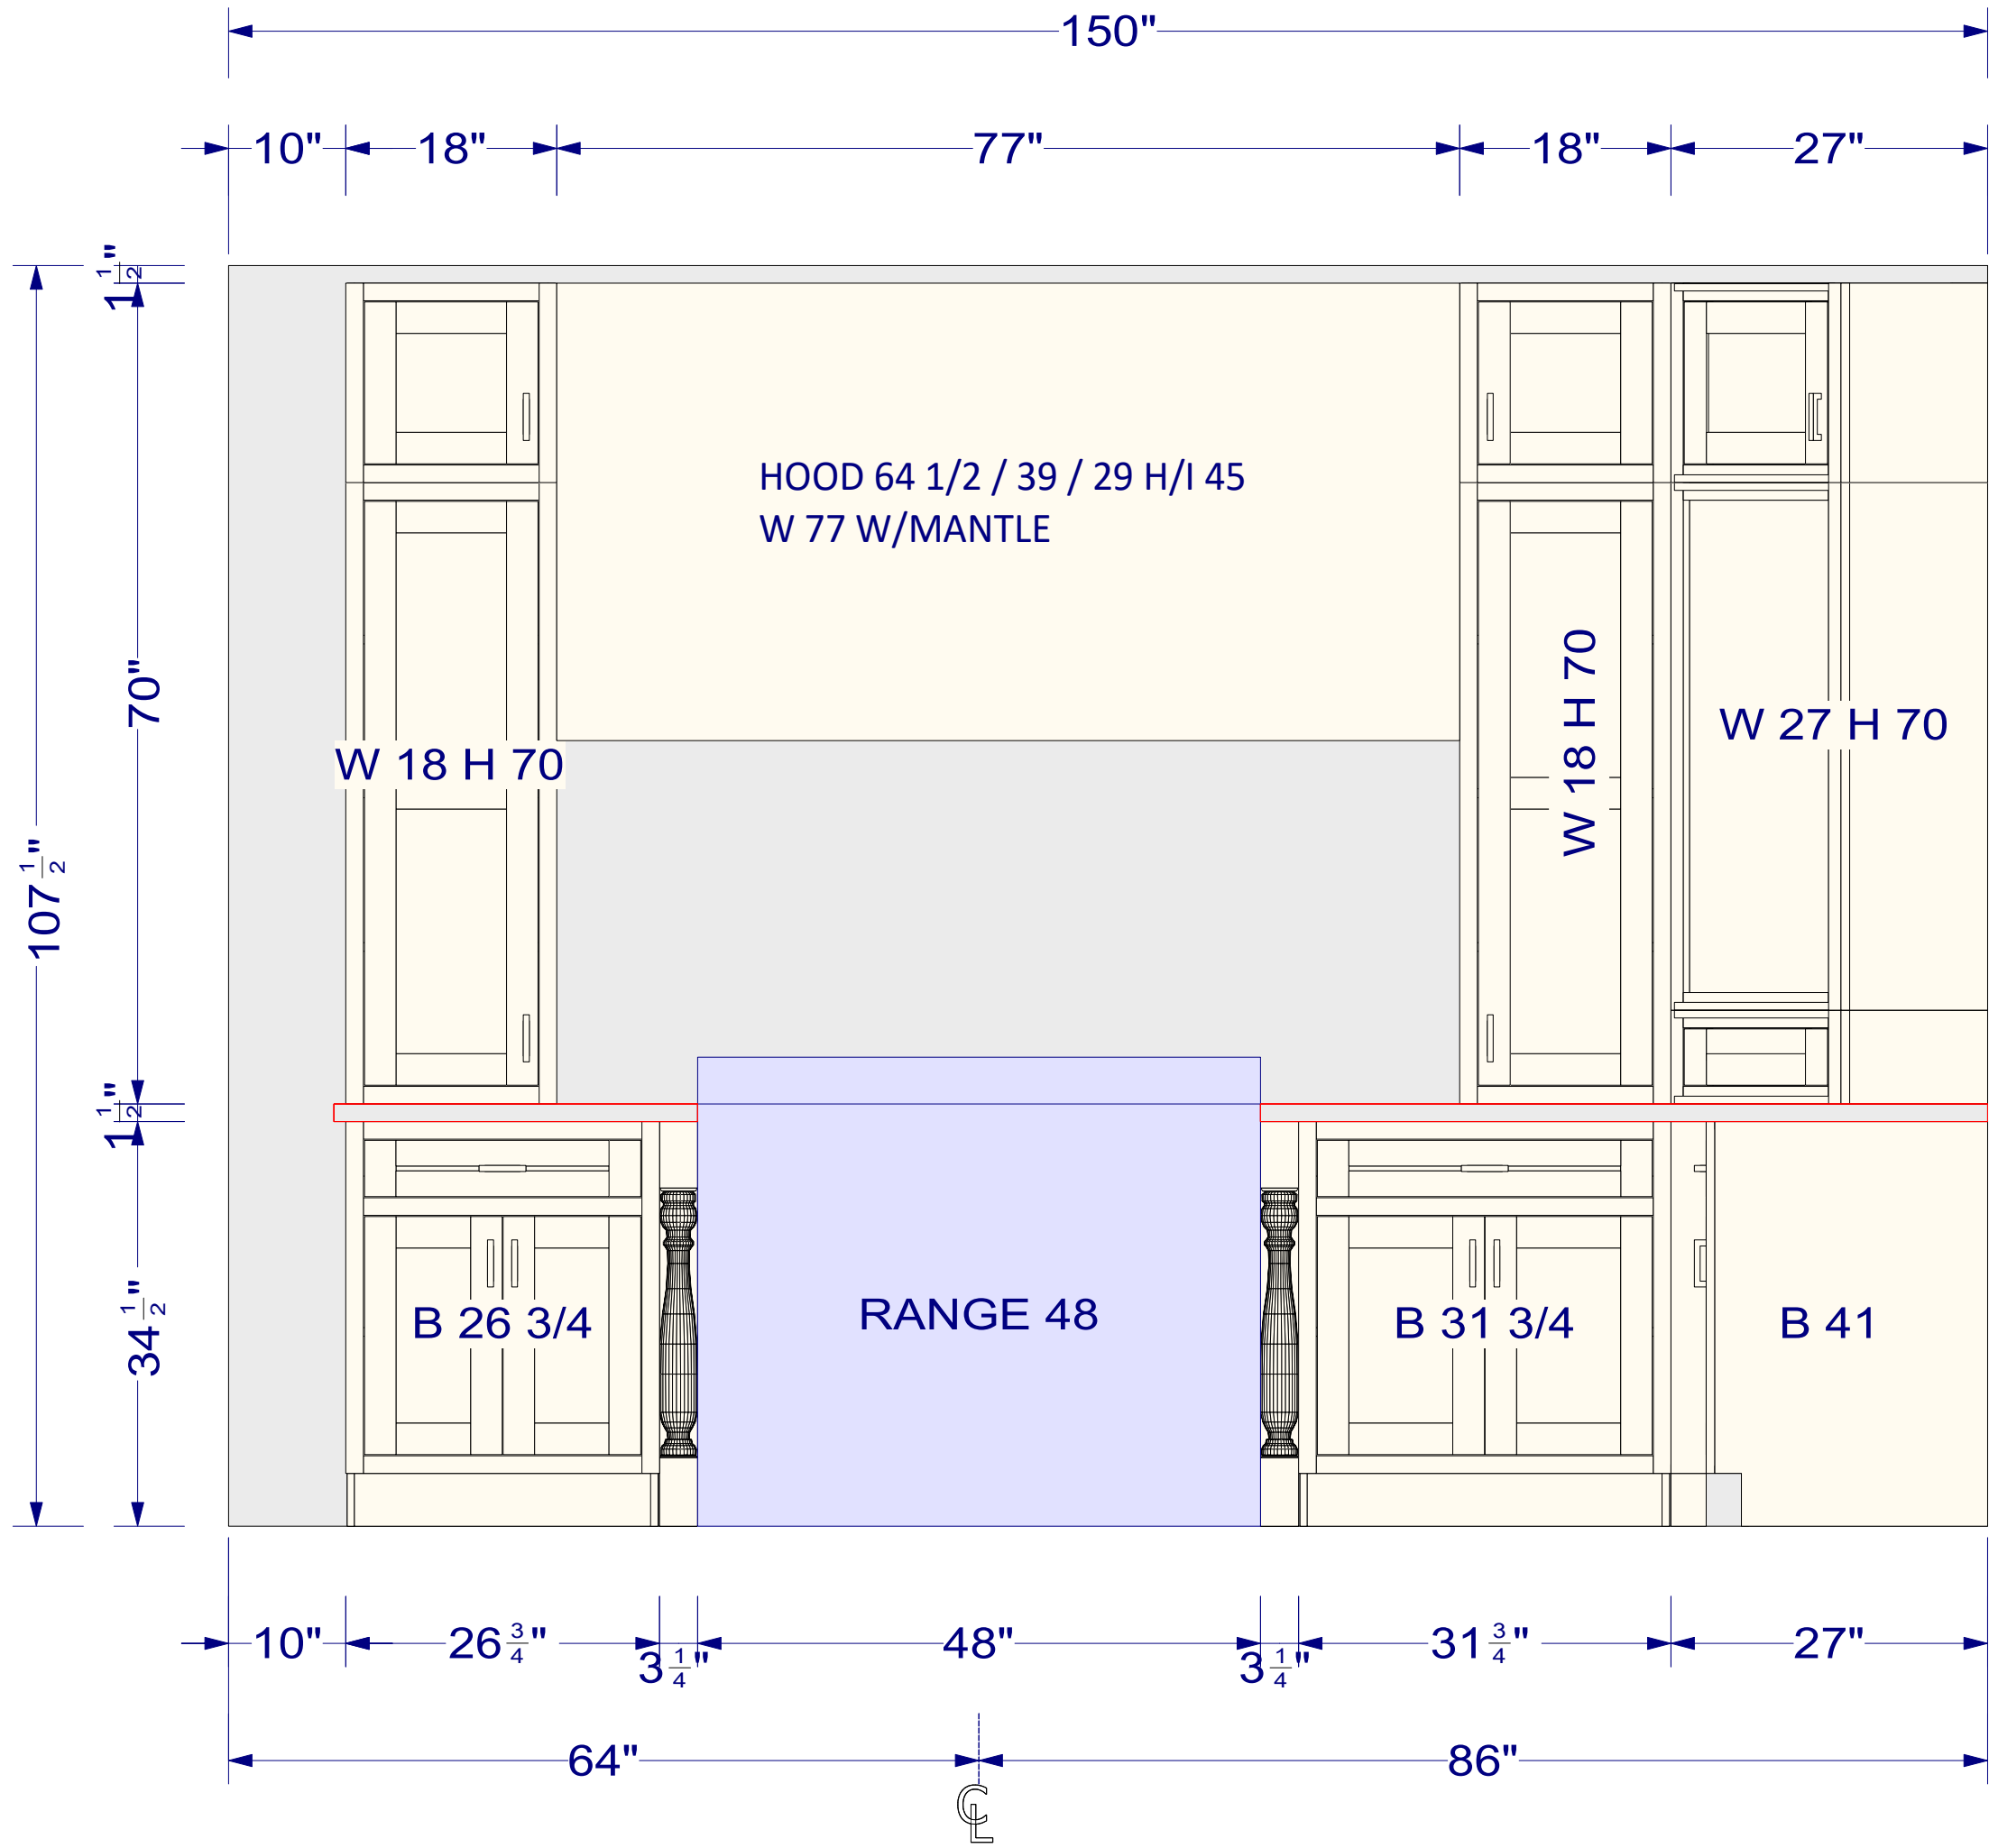 150"
10" 18" 77" 18" 27"
1 1/2"
HOOD 64 1/2 / 39 / 29 H/I 45
W 77 W/MANTLE
70"
W 18 H 70
W 18 H 70
W 27 H 70
107 1/2"
1 1/2"
34 1/2"
B 26 3/4
RANGE 48
B 31 3/4
B 41
10" 26 3/4" 3 1/4" 48" 3 1/4" 31 3/4" 27"
64" 86"
CL